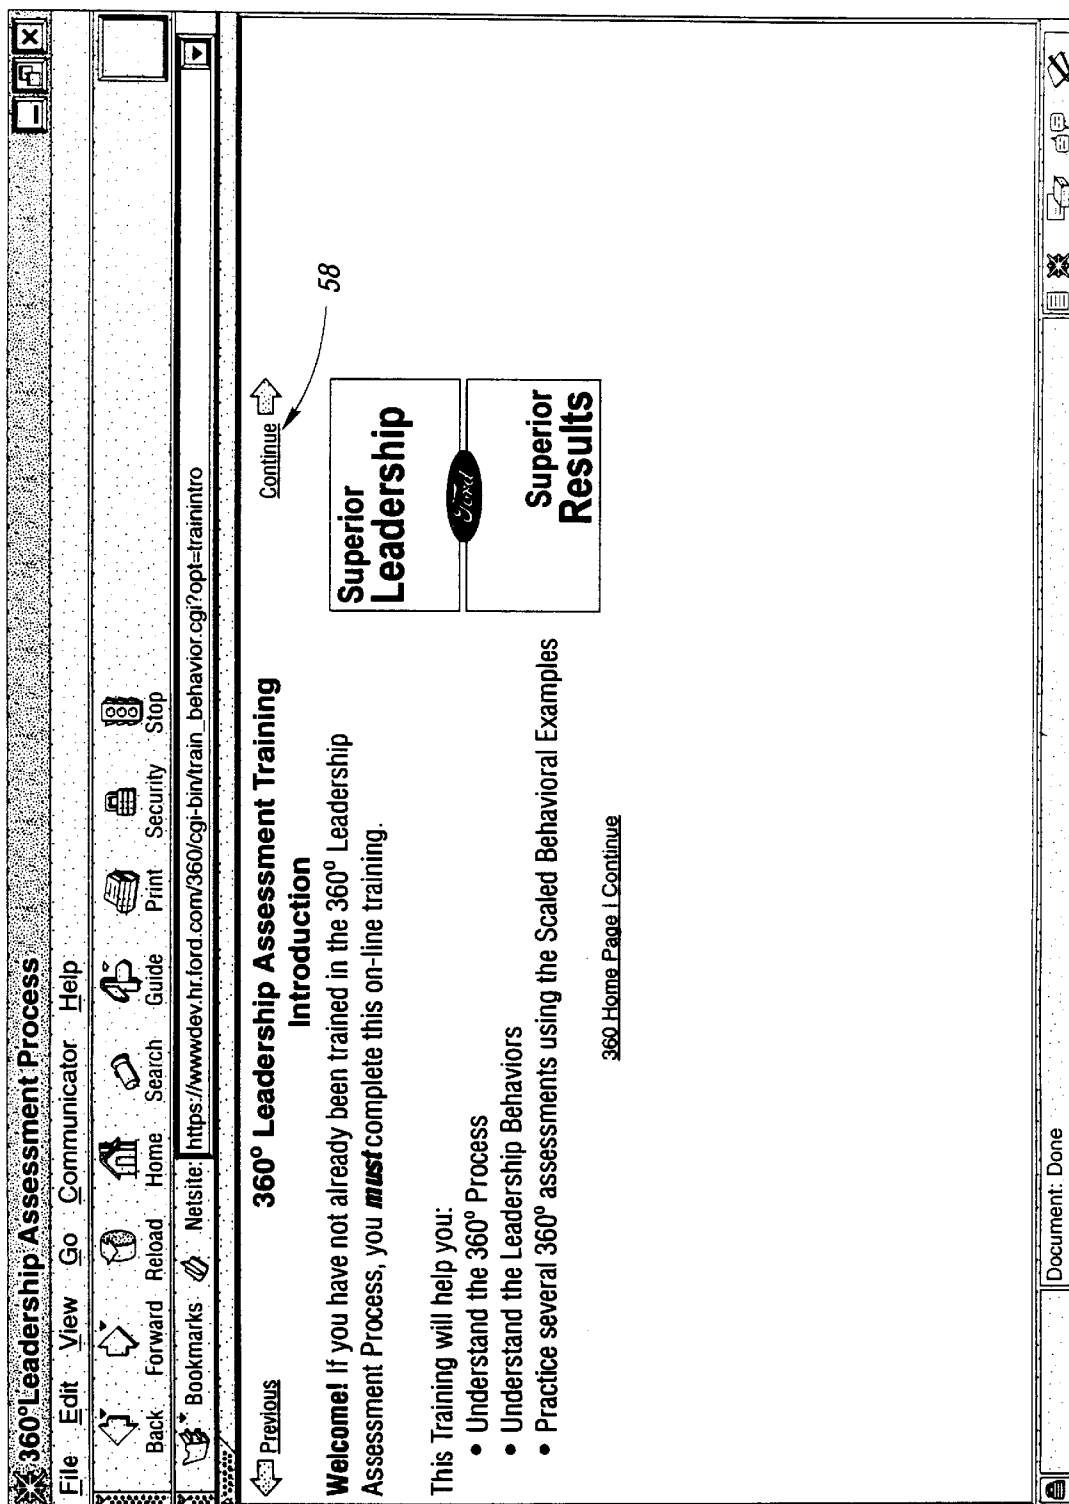 360°Leadership Assessment Process
File Edit View Go Communicator Help
Back Forward Reload Home Search Guide Print Security Stop
Bookmarks Netsite: https://wwwdev.hr.ford.com/360/cgi-bin/train_behavior.cgi?opt=trainintro
Previous
360° Leadership Assessment Training
Introduction
Continue
58
Welcome! If you have not already been trained in the 360° Leadership
Assessment Process, you must complete this on-line training.
Superior
Leadership
Ford
Superior
Results
This Training will help you:
• Understand the 360° Process
• Understand the Leadership Behaviors
• Practice several 360° assessments using the Scaled Behavioral Examples
360 Home Page | Continue
Document: Done